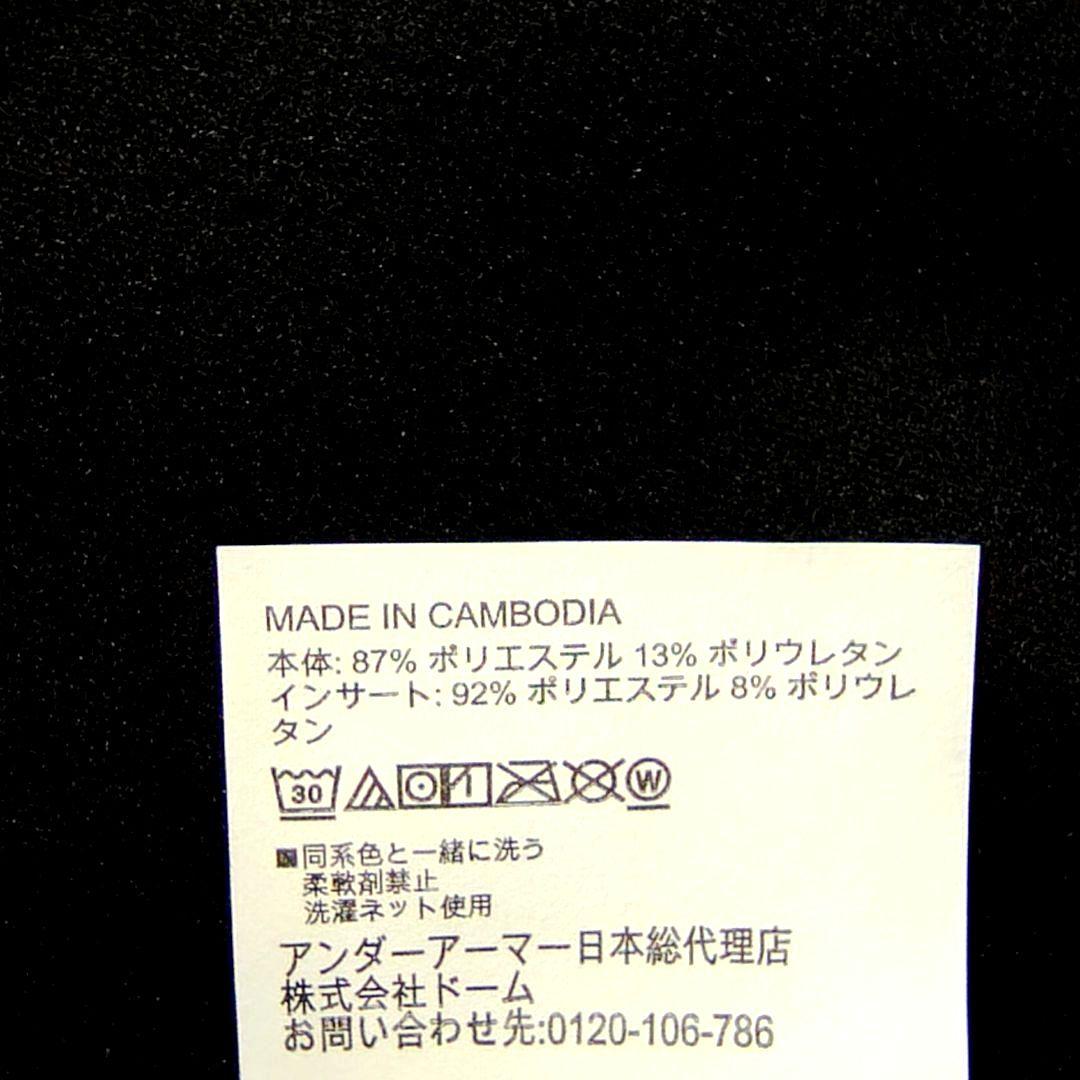 MADE IN CAMBODIA
本体: 87% ポリエステル 13% ポリウレタン
インサート: 92% ポリエステル 8% ポリウレ
タン
30 W
■同系色と一緒に洗う
柔軟剤禁止
洗濯ネット使用
アンダーアーマー日本総代理店
株式会社ドーム
お問い合わせ先:0120-106-786